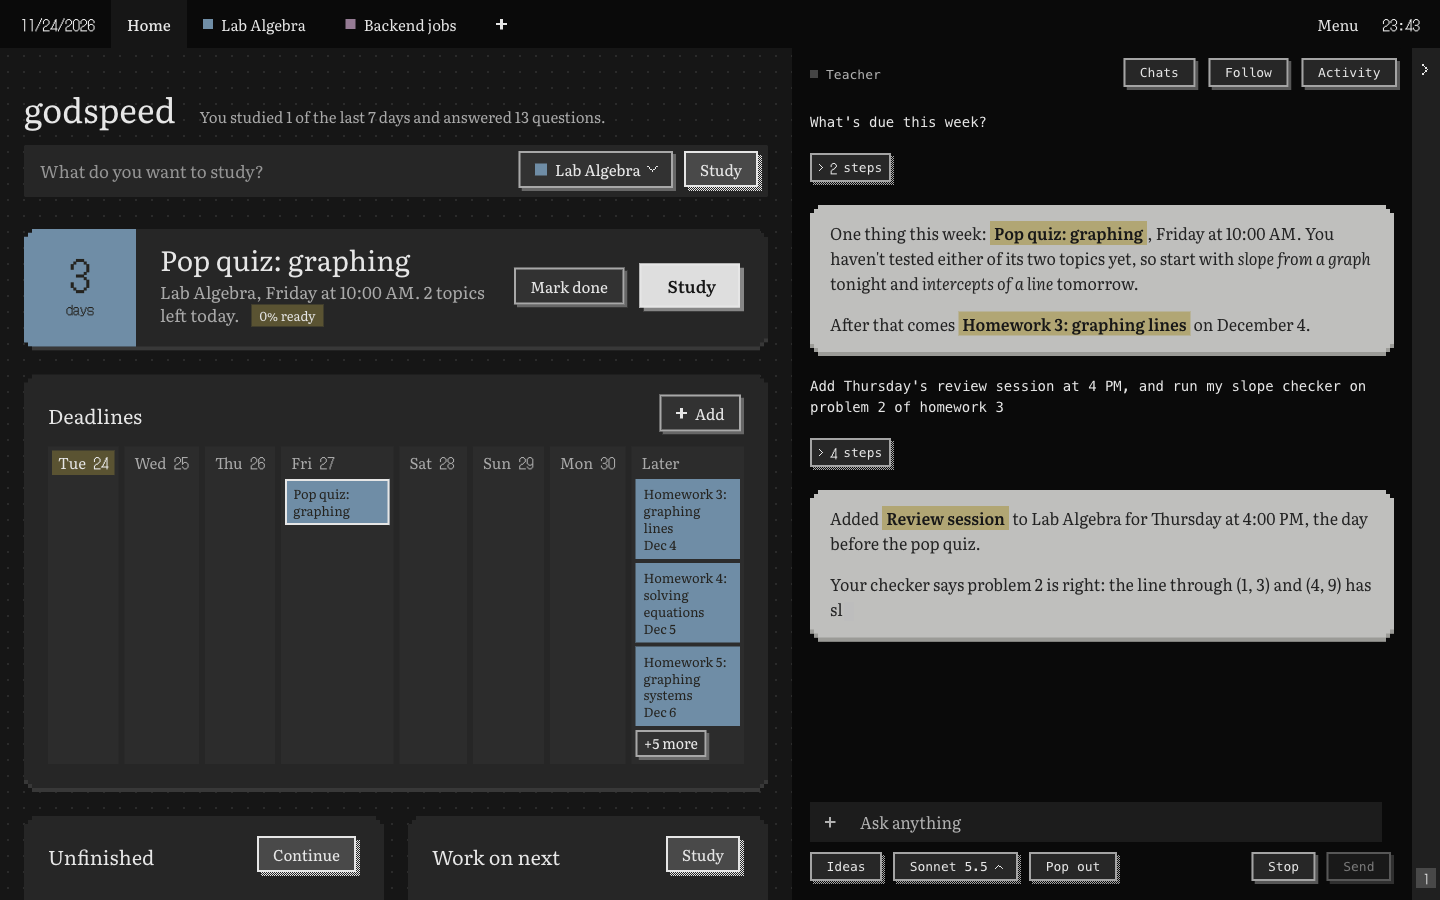 11/24/2026
Home
Lab Algebra
Backend jobs
+
Menu
23:43
godspeed
You studied 1 of the last 7 days and answered 13 questions.
What do you want to study?
Lab Algebra
Study
3
days
Pop quiz: graphing
Lab Algebra, Friday at 10:00 AM. 2 topics
left today. 0% ready
Mark done
Study
Deadlines
+ Add
Tue 24
Wed 25
Thu 26
Fri 27
Sat 28
Sun 29
Mon 30
Later
Pop quiz:
graphing
Homework 3:
graphing
lines
Dec 4
Homework 4:
solving
equations
Dec 5
Homework 5:
graphing
systems
Dec 6
+5 more
Unfinished
Continue
Work on next
Study
Teacher
Chats
Follow
Activity
What's due this week?
> 2 steps
One thing this week: Pop quiz: graphing, Friday at 10:00 AM. You
haven't tested either of its two topics yet, so start with slope from a graph
tonight and intercepts of a line tomorrow.
After that comes Homework 3: graphing lines on December 4.
Add Thursday's review session at 4 PM, and run my slope checker on
problem 2 of homework 3
> 4 steps
Added Review session to Lab Algebra for Thursday at 4:00 PM, the day
before the pop quiz.
Your checker says problem 2 is right: the line through (1, 3) and (4, 9) has
sl
+ Ask anything
Ideas
Sonnet 5.5
Pop out
Stop
Send
1